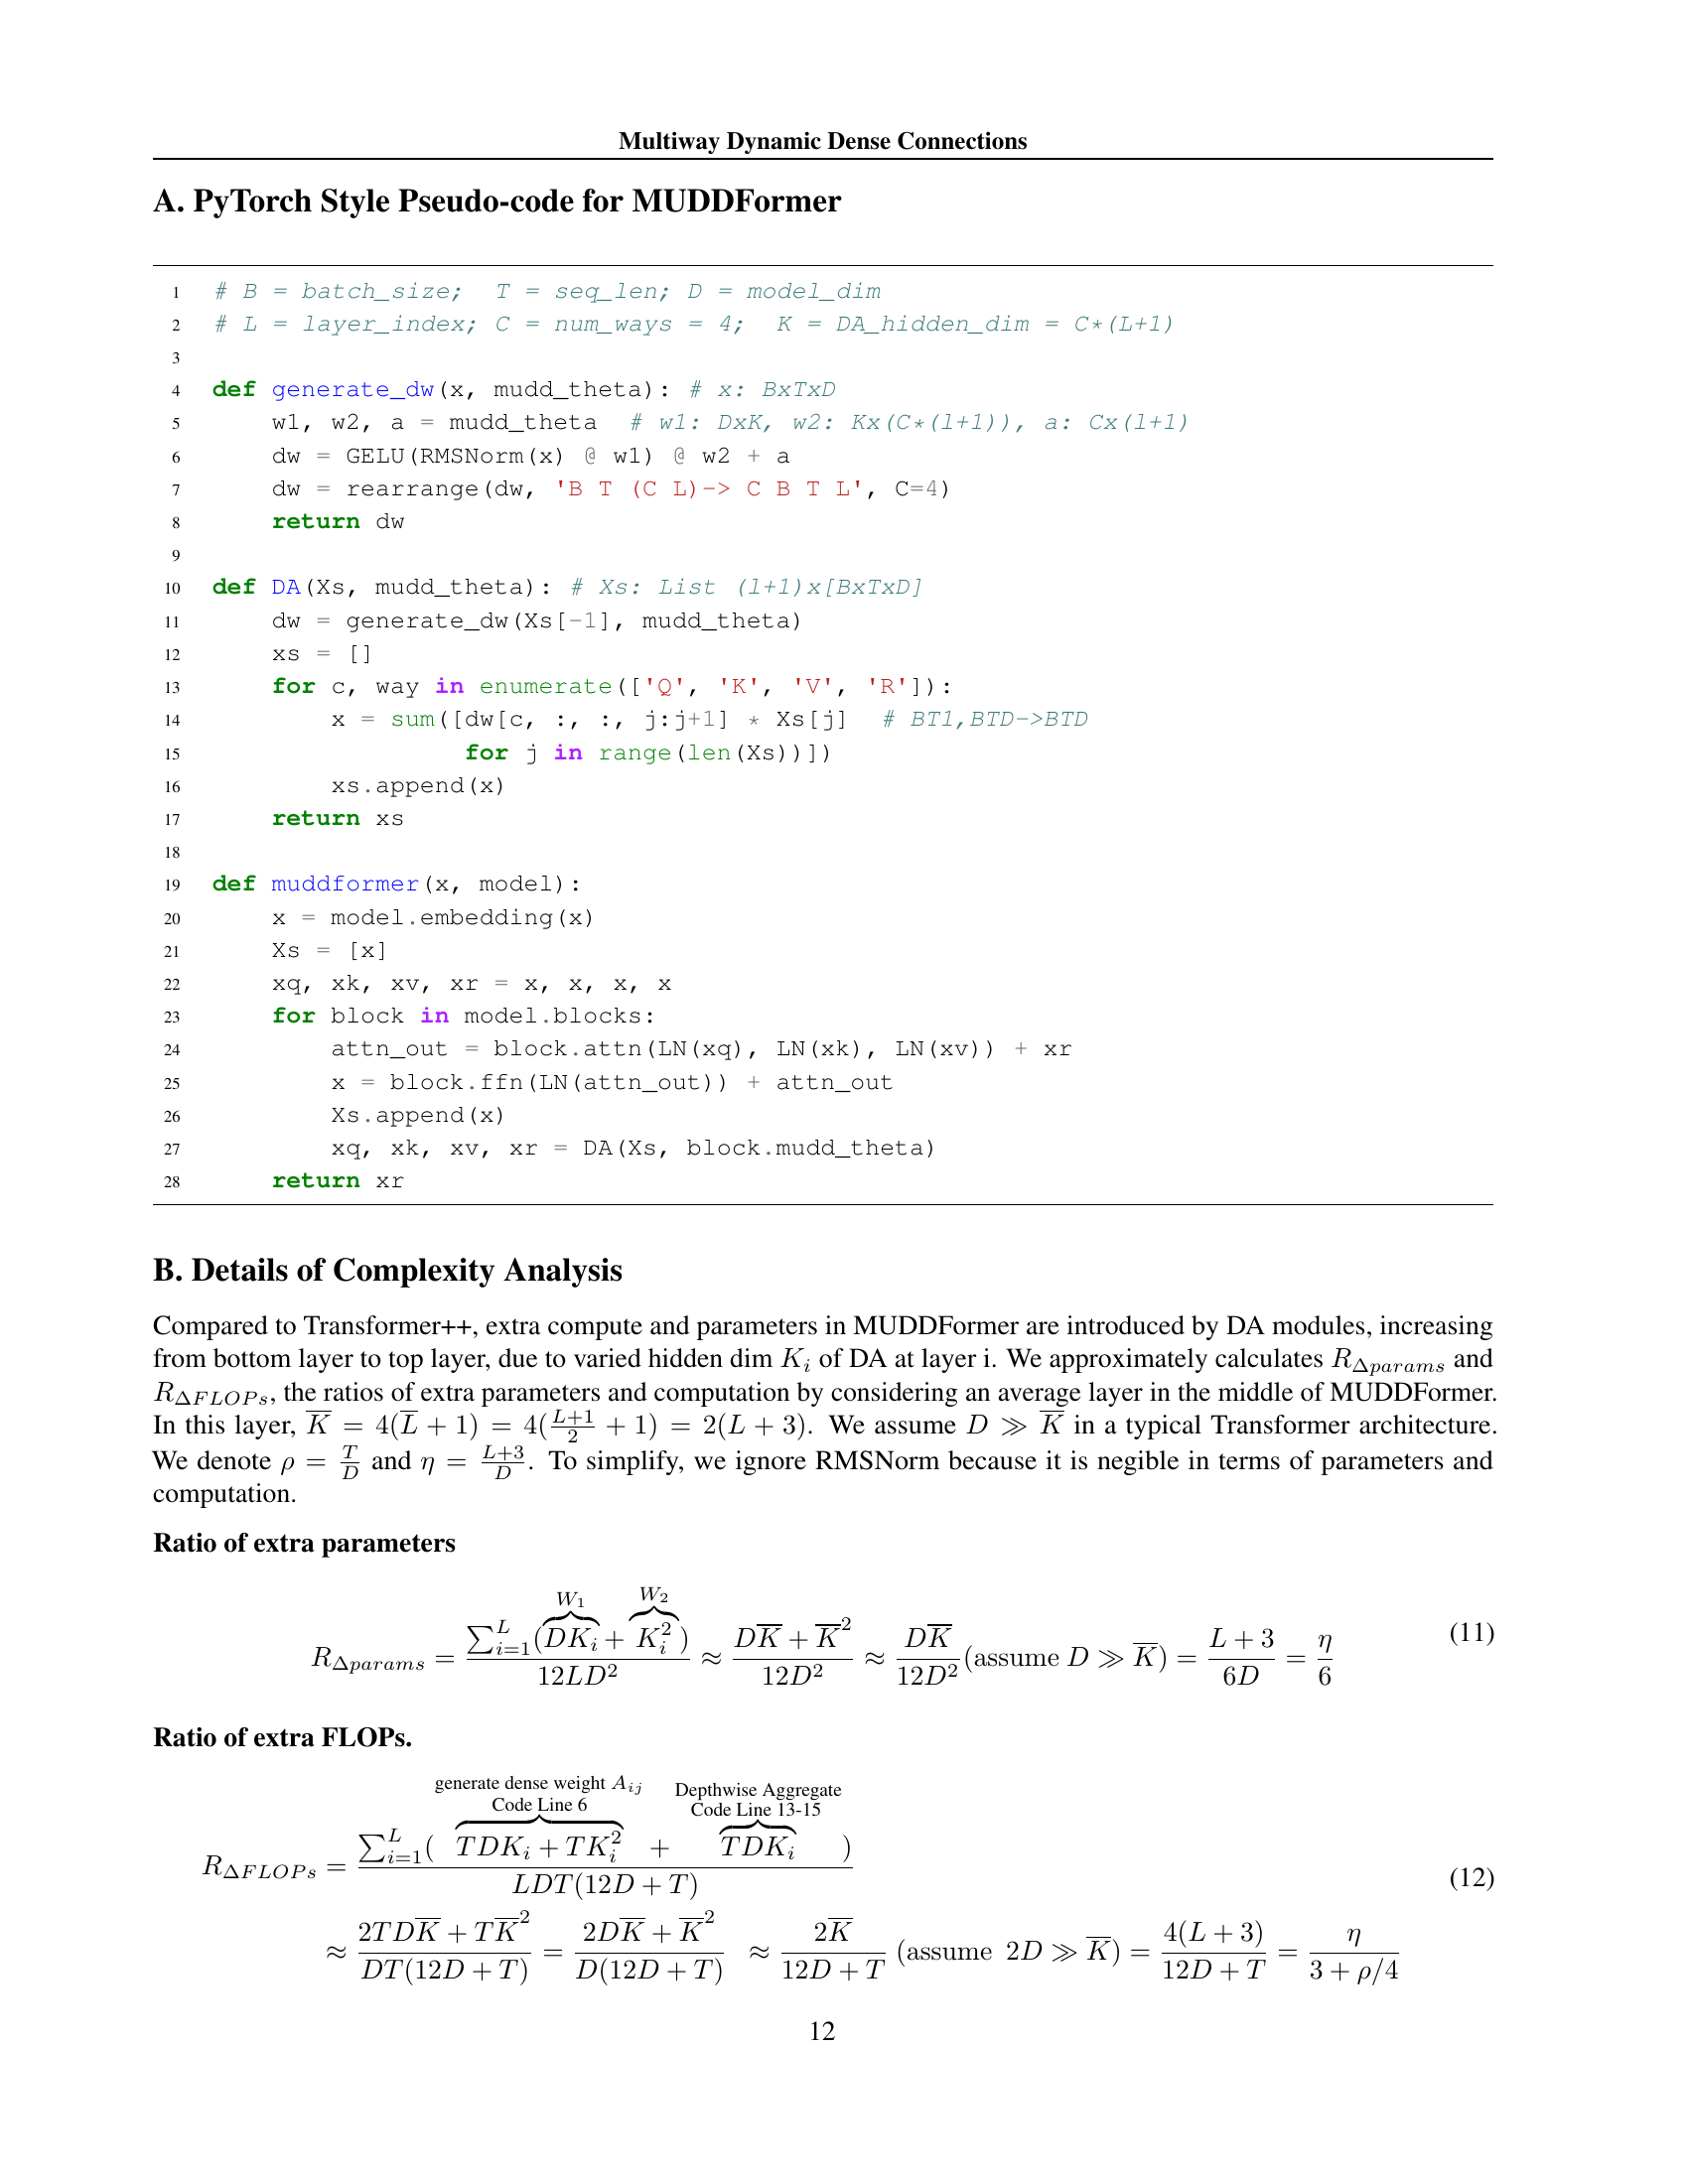 Multiway Dynamic Dense Connections
A. PyTorch Style Pseudo-code for MUDDFormer
1 # B = batch_size; T = seq_len; D = model_dim
2 # L = layer_index; C = num_ways = 4; K = DA_hidden_dim = C*(L+1)
3
4 def generate_dw(x, mudd_theta): # x: BxTxD
5     w1, w2, a = mudd_theta # w1: DxK, w2: Kx(C*(l+1)), a: Cx(l+1)
6     dw = GELU(RMSNorm(x) @ w1) @ w2 + a
7     dw = rearrange(dw, 'B T (C L)-> C B T L', C=4)
8     return dw
9
10 def DA(Xs, mudd_theta): # Xs: List (l+1)x[BxTxD]
11     dw = generate_dw(Xs[-1], mudd_theta)
12     xs = []
13     for c, way in enumerate(['Q', 'K', 'V', 'R']):
14         x = sum([dw[c, :, :, j:j+1] * Xs[j] # BT1,BTD->BTD
15                  for j in range(len(Xs))])
16         xs.append(x)
17     return xs
18
19 def muddformer(x, model):
20     x = model.embedding(x)
21     Xs = [x]
22     xq, xk, xv, xr = x, x, x, x
23     for block in model.blocks:
24         attn_out = block.attn(LN(xq), LN(xk), LN(xv)) + xr
25         x = block.ffn(LN(attn_out)) + attn_out
26         Xs.append(x)
27         xq, xk, xv, xr = DA(Xs, block.mudd_theta)
28     return xr
B. Details of Complexity Analysis
Compared to Transformer++, extra compute and parameters in MUDDFormer are introduced by DA modules, increasing
from bottom layer to top layer, due to varied hidden dim $K_i$ of DA at layer i. We approximately calculates $R_{\Delta params}$ and
$R_{\Delta FLOPs}$, the ratios of extra parameters and computation by considering an average layer in the middle of MUDDFormer.
In this layer, $\overline{K} = 4(\overline{L} + 1) = 4(\frac{L+1}{2} + 1) = 2(L + 3)$. We assume $D \gg \overline{K}$ in a typical Transformer architecture.
We denote $\rho = \frac{T}{D}$ and $\eta = \frac{L+3}{D}$. To simplify, we ignore RMSNorm because it is negible in terms of parameters and
computation.
Ratio of extra parameters
$R_{\Delta params} = \frac{\sum_{i=1}^{L}(\overbrace{DK_i}^{W_1} + \overbrace{K_i^2}^{W_2})}{12LD^2} \approx \frac{D\overline{K} + \overline{K}^2}{12D^2} \approx \frac{D\overline{K}}{12D^2} (\text{assume } D \gg \overline{K}) = \frac{L + 3}{6D} = \frac{\eta}{6}$ (11)
Ratio of extra FLOPs.
$R_{\Delta FLOPs} = \frac{\sum_{i=1}^{L}(\overbrace{TDK_i + TK_i^2}^{\text{generate dense weight } A_{ij} \text{ Code Line 6}} + \overbrace{TDK_i}^{\text{Depthwise Aggregate Code Line 13-15}})}{LDT(12D + T)}$ (12)
$\approx \frac{2TD\overline{K} + T\overline{K}^2}{DT(12D + T)} = \frac{2D\overline{K} + \overline{K}^2}{D(12D + T)} \approx \frac{2\overline{K}}{12D + T} (\text{assume } 2D \gg \overline{K}) = \frac{4(L + 3)}{12D + T} = \frac{\eta}{3 + \rho/4}$
12